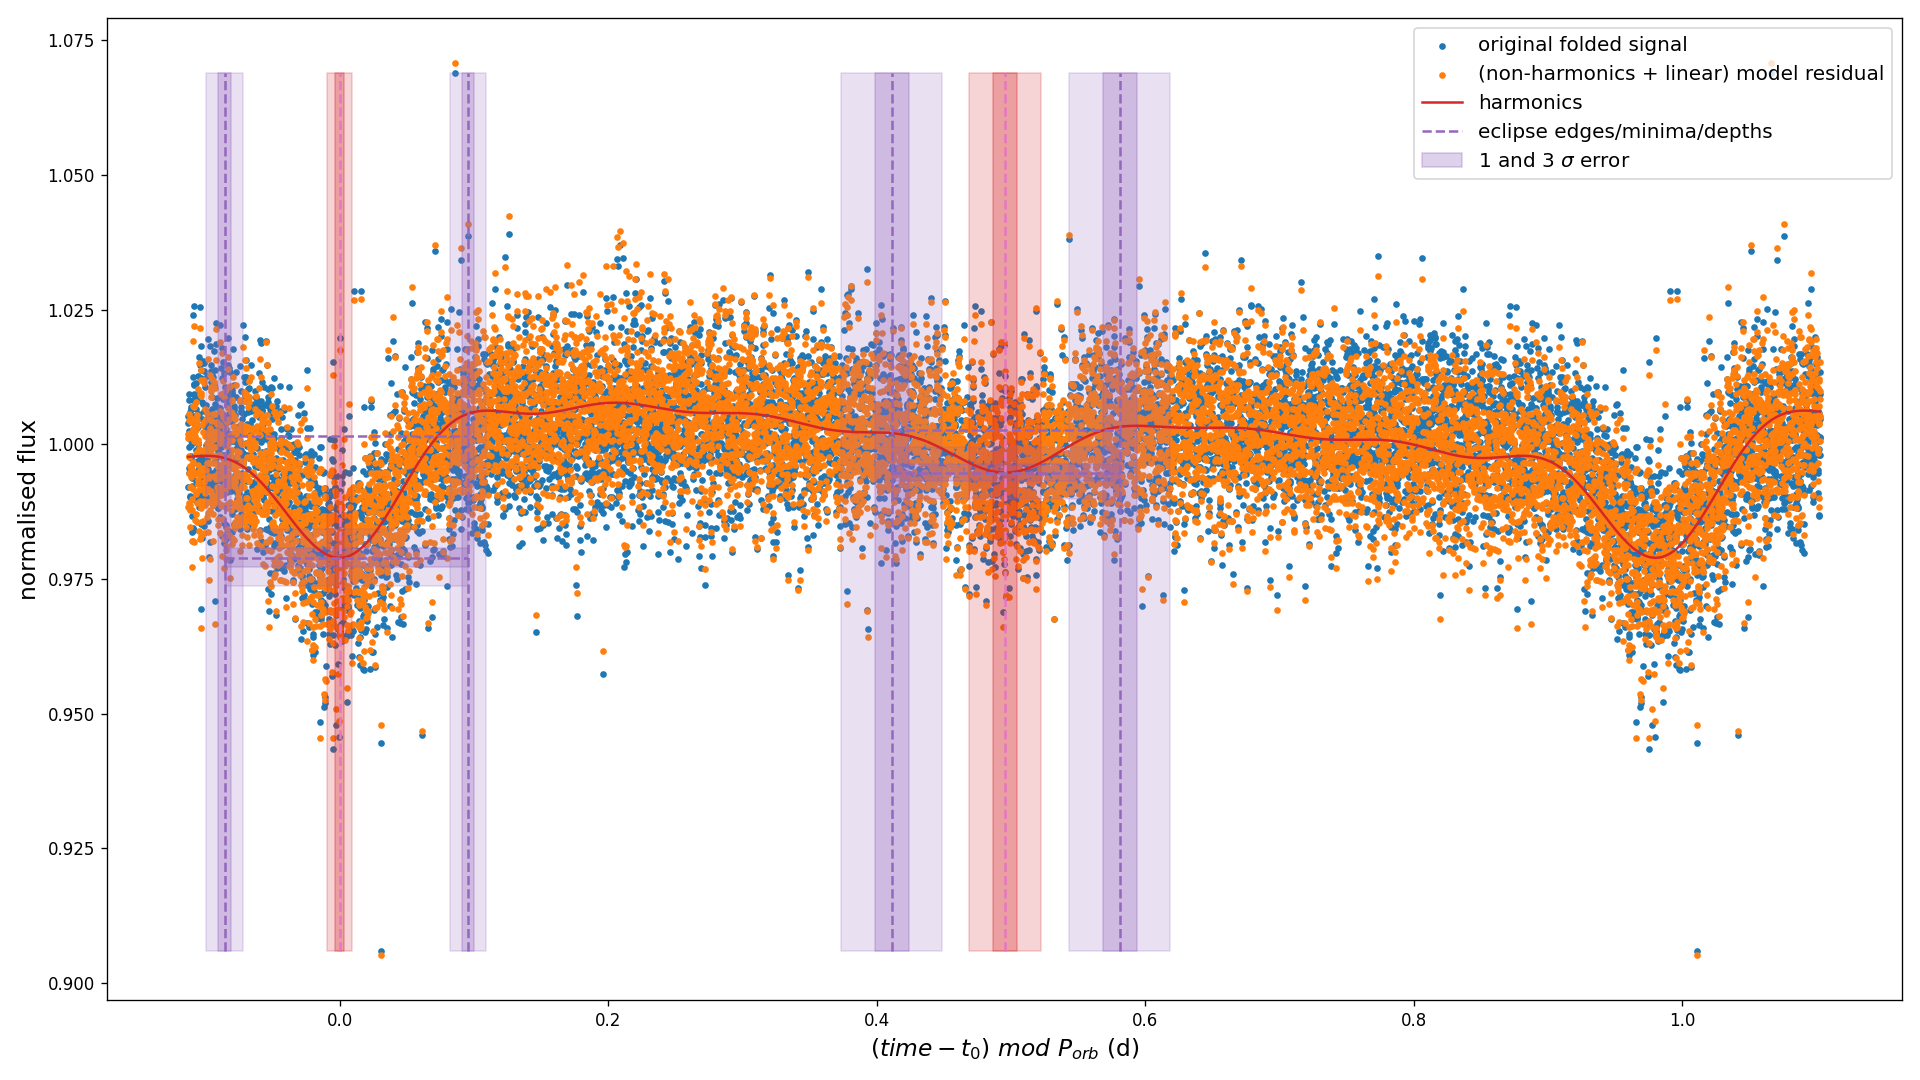 1.075
1.050
1.025
1.000
0.975
0.950
0.925
0.900
normalised flux
original folded signal
(non-harmonics + linear) model residual
harmonics
eclipse edges/minima/depths
1 and 3 σ error
0.0 0.2 0.4 0.6 0.8 1.0
(time − t₀) mod Pₒᵣb (d)